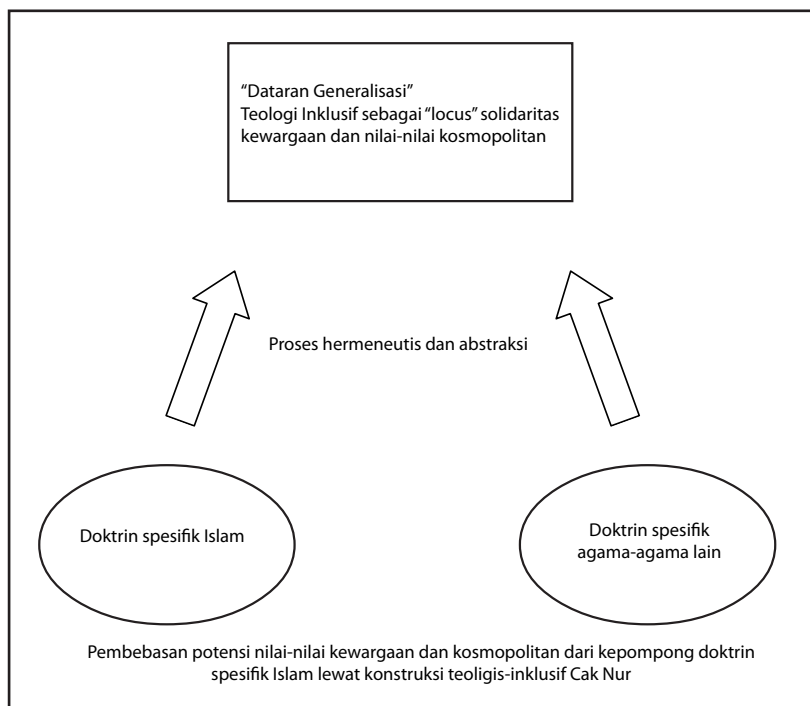 “Dataran Generalisasi”
Teologi Inklusif sebagai “locus” solidaritas
kewargaan dan nilai-nilai kosmopolitan
Proses hermeneutis dan abstraksi
Doktrin spesifik Islam
Doktrin spesifik
agama-agama lain
Pembebasan potensi nilai-nilai kewargaan dan kosmopolitan dari kepompong doktrin
spesifik Islam lewat konstruksi teoligis-inklusif Cak Nur